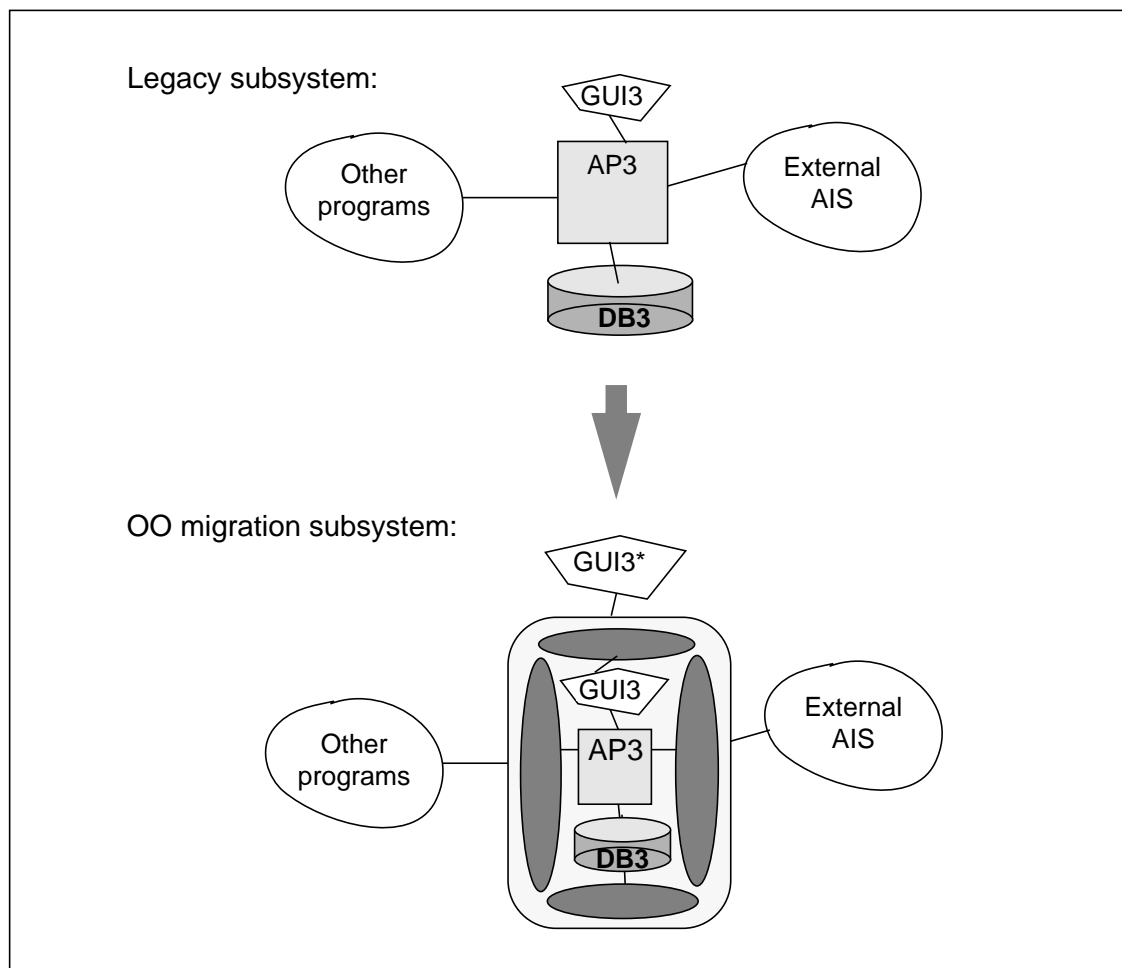 Legacy subsystem:
GUI3
Other
programs
AP3
External
AIS
DB3
OO migration subsystem:
GUI3*
GUI3
Other
programs
AP3
External
AIS
DB3